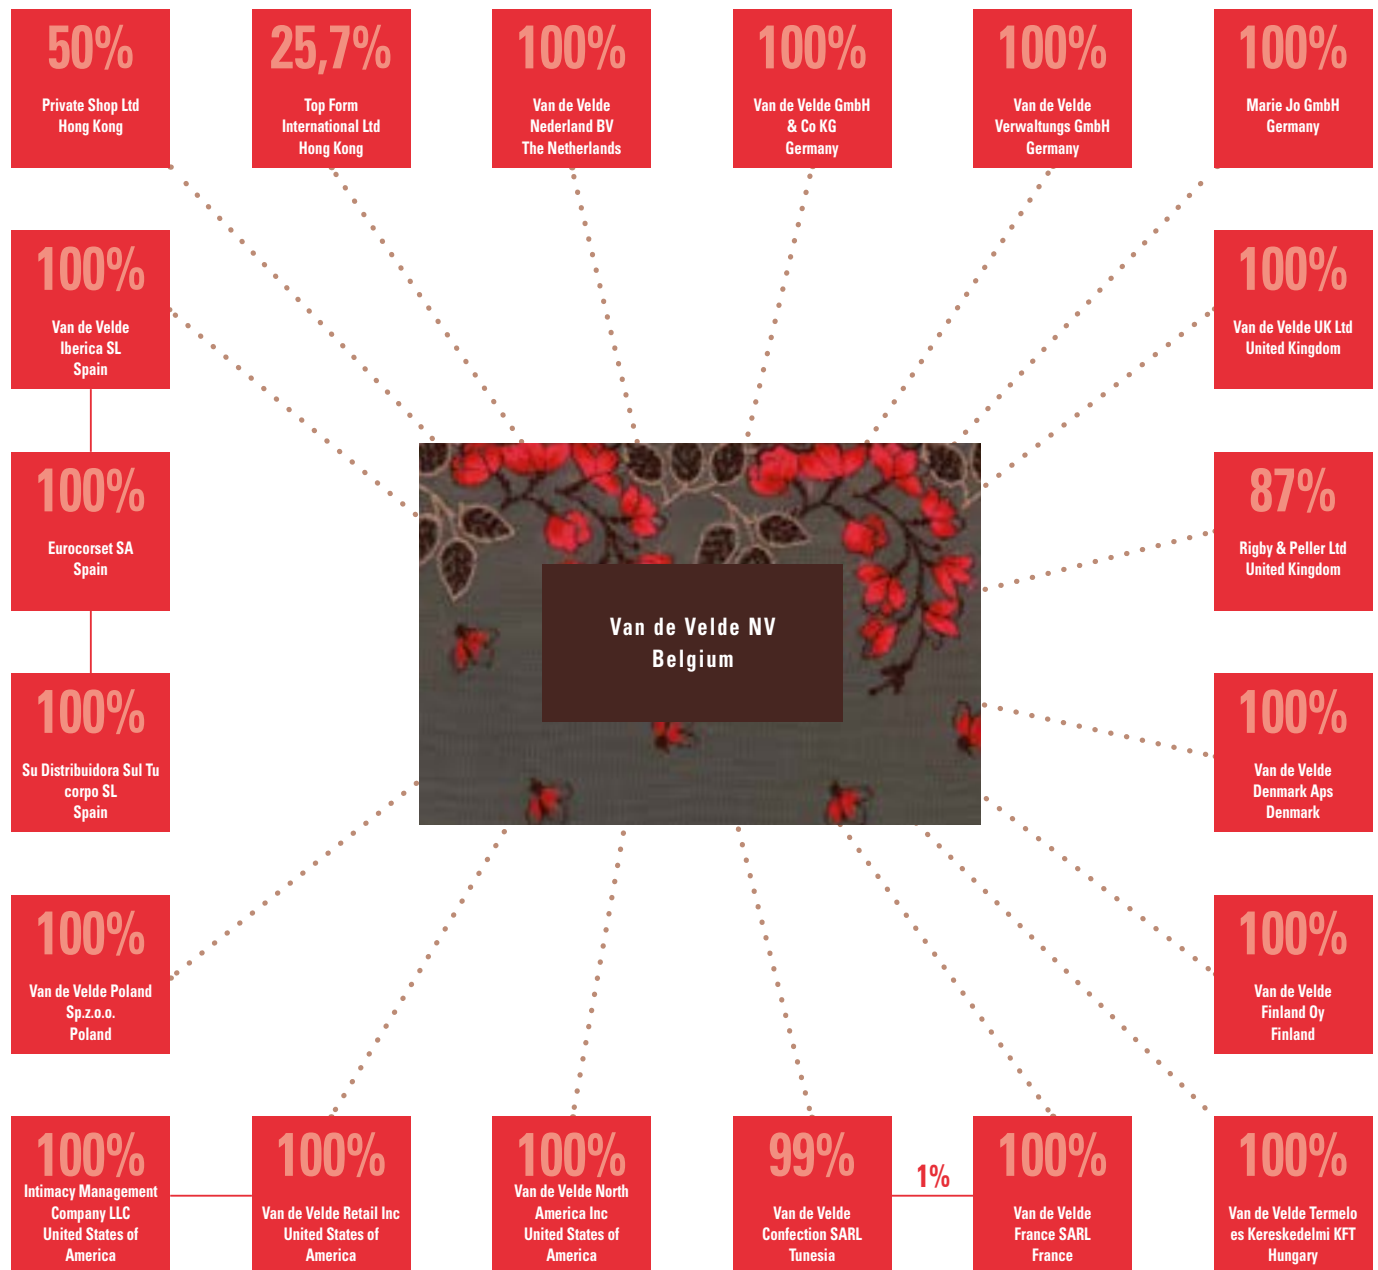 50%
Private Shop Ltd
Hong Kong
25,7%
Top Form
International Ltd
Hong Kong
100%
Van de Velde
Nederland BV
The Netherlands
100%
Van de Velde GmbH
& Co KG
Germany
100%
Van de Velde
Verwaltungs GmbH
Germany
100%
Marie Jo GmbH
Germany
100%
Van de Velde
Iberica SL
Spain
100%
Van de Velde UK Ltd
United Kingdom
100%
Eurocorset SA
Spain
87%
Rigby & Peller Ltd
United Kingdom
Van de Velde NV
Belgium
100%
Su Distribuidora Sul Tu
corpo SL
Spain
100%
Van de Velde
Denmark Aps
Denmark
100%
Van de Velde Poland
Sp.z.o.o.
Poland
100%
Van de Velde
Finland Oy
Finland
100%
Intimacy Management
Company LLC
United States of
America
100%
Van de Velde Retail Inc
United States of
America
100%
Van de Velde North
America Inc
United States of
America
99%
Van de Velde
Confection SARL
Tunesia
1%
100%
Van de Velde
France SARL
France
100%
Van de Velde Termelo
es Kereskedelmi KFT
Hungary